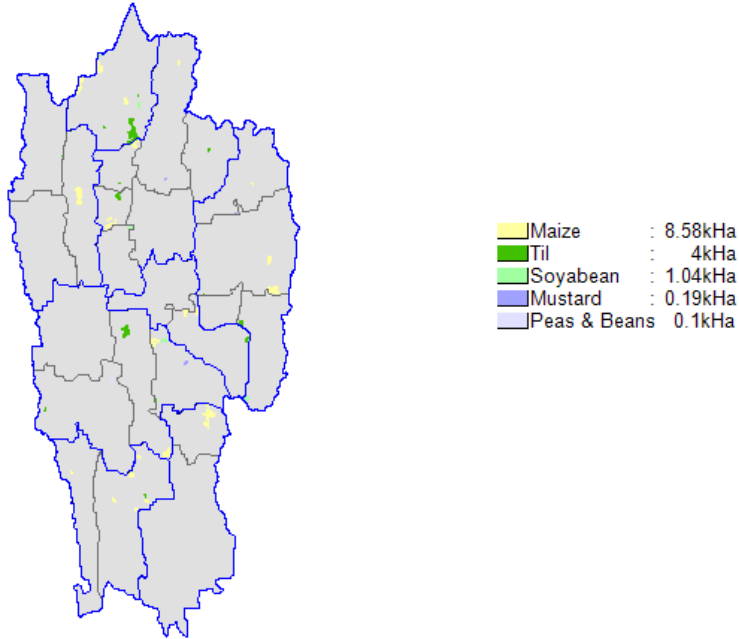 Maize : 8.58kHa
Til : 4kHa
Soyabean : 1.04kHa
Mustard : 0.19kHa
Peas & Beans 0.1kHa